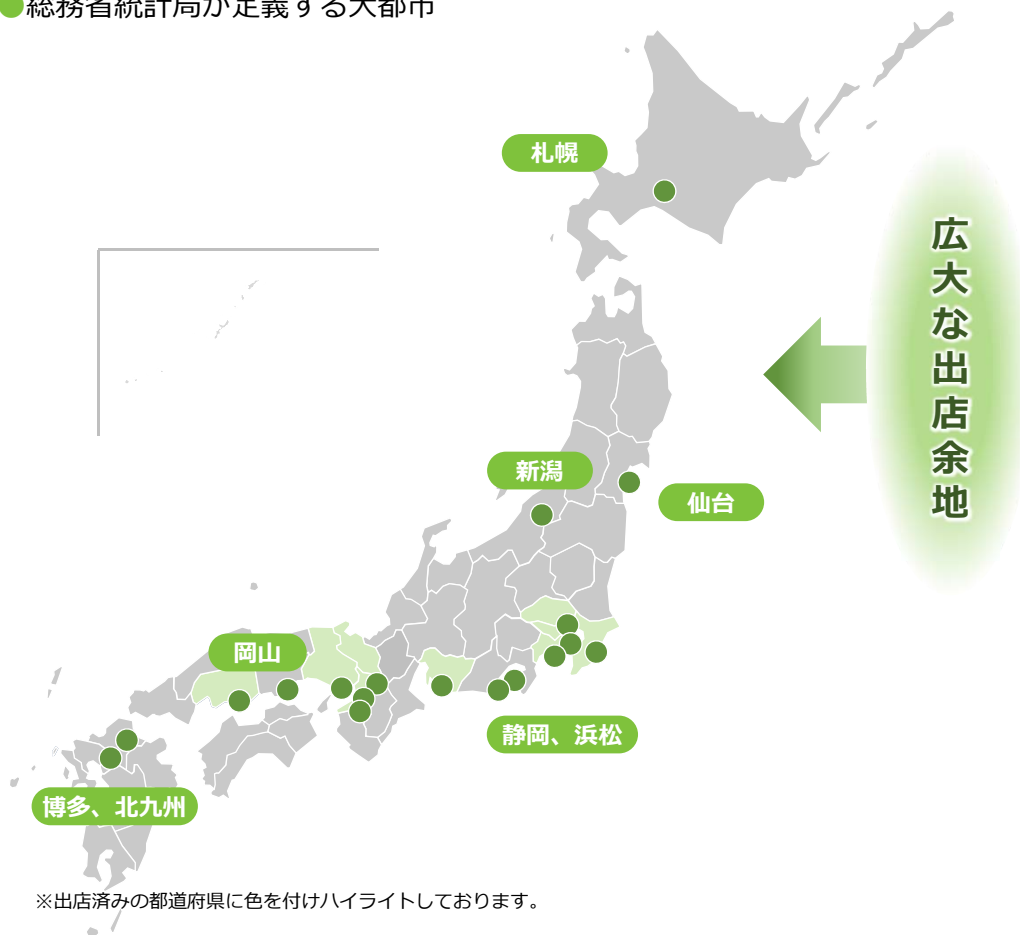 総務省統計局が定義する大都市
札幌
広大な出店余地
新潟
仙台
岡山
静岡、浜松
博多、北九州
※出店済みの都道府県に色を付けハイライトしております。